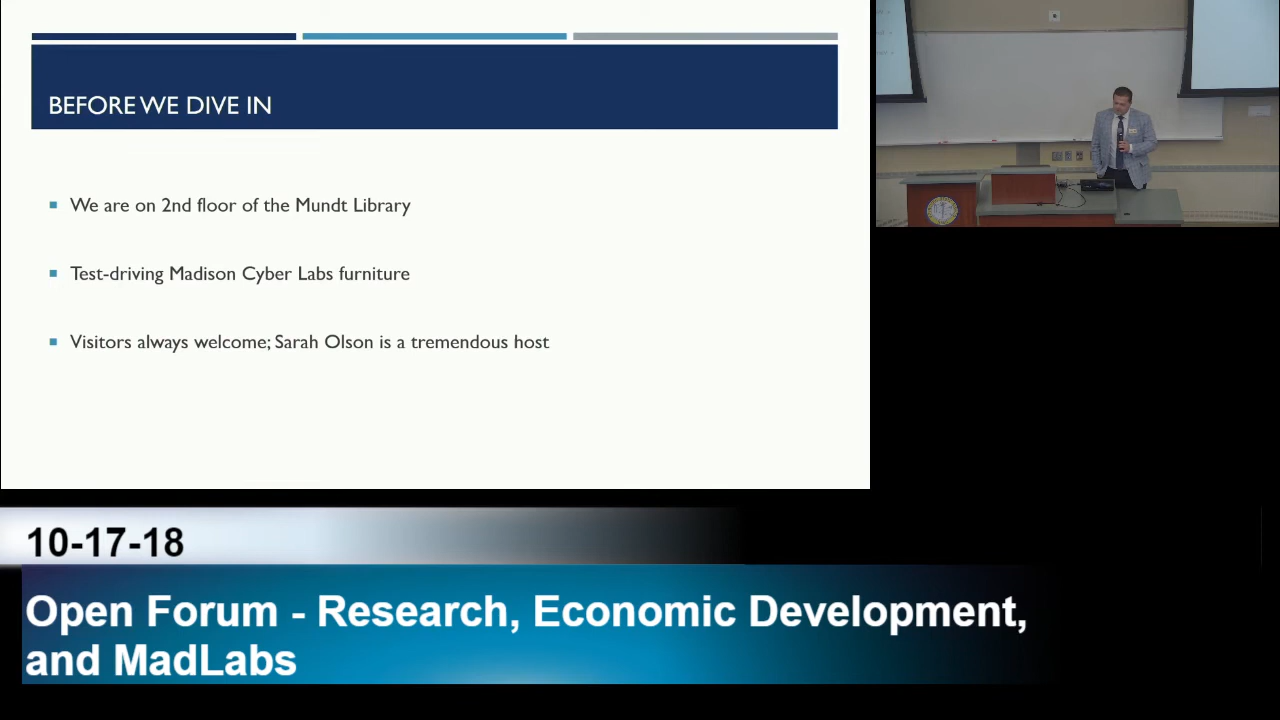 BEFORE WE DIVE IN
We are on 2nd floor of the Mundt Library
Test-driving Madison Cyber Labs furniture
Visitors always welcome; Sarah Olson is a tremendous host
10-17-18
Open Forum - Research, Economic Development,
and MadLabs